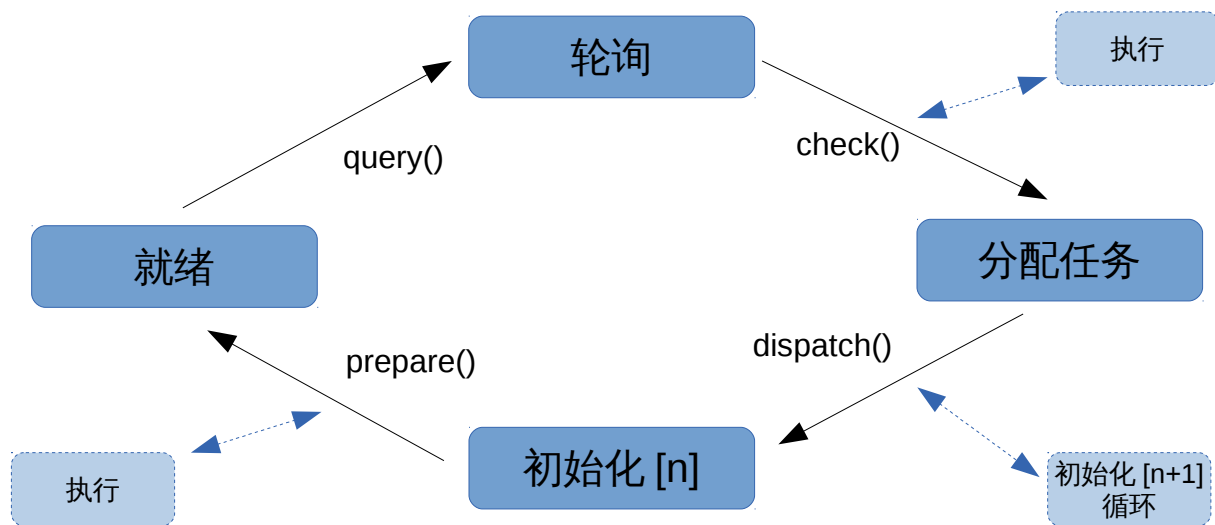 轮询
执行
query()
check()
就绪
分配任务
prepare()
dispatch()
执行
初始化 [n]
初始化 [n+1]
循环